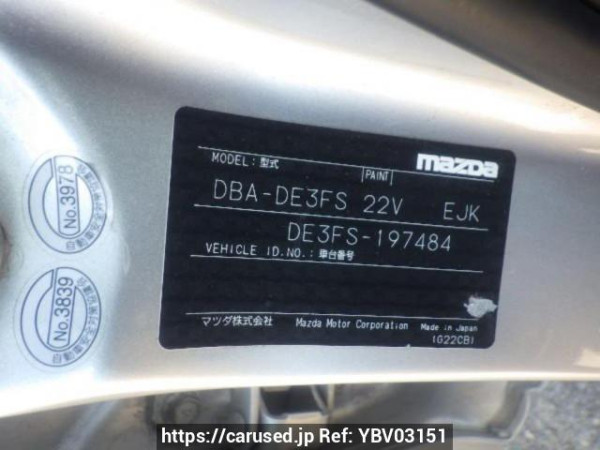 mazda
MODEL: 型式
PAINT
DBA-DE3FS 22V EJK
DE3FS-197484
VEHICLE ID.NO.: 車台番号
マツダ株式会社 Mazda Motor Corporation Made in Japan
(G22CB)
No.3978
No.3839
https://carused.jp Ref: YBV03151